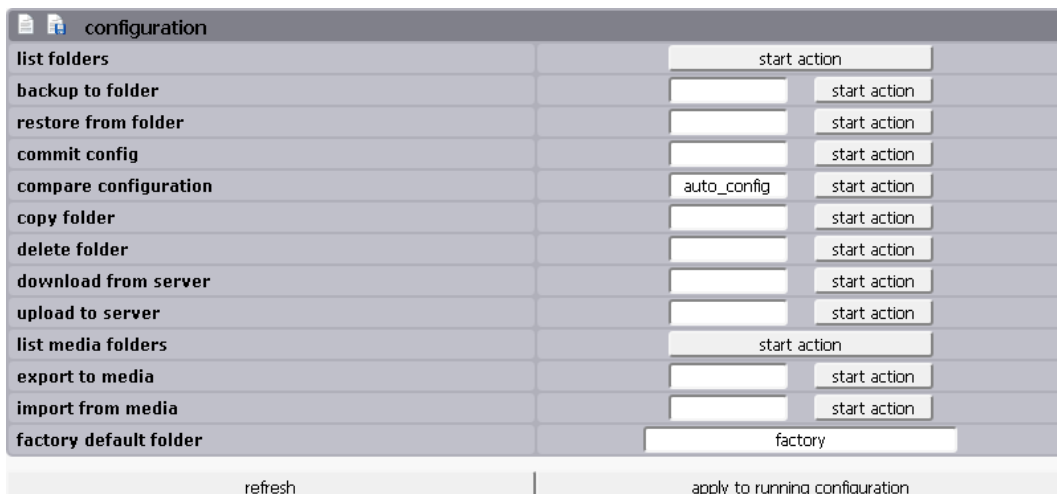 configuration
list folders start action
backup to folder start action
restore from folder start action
commit config start action
compare configuration auto_config start action
copy folder start action
delete folder start action
download from server start action
upload to server start action
list media folders start action
export to media start action
import from media start action
factory default folder factory
refresh apply to running configuration